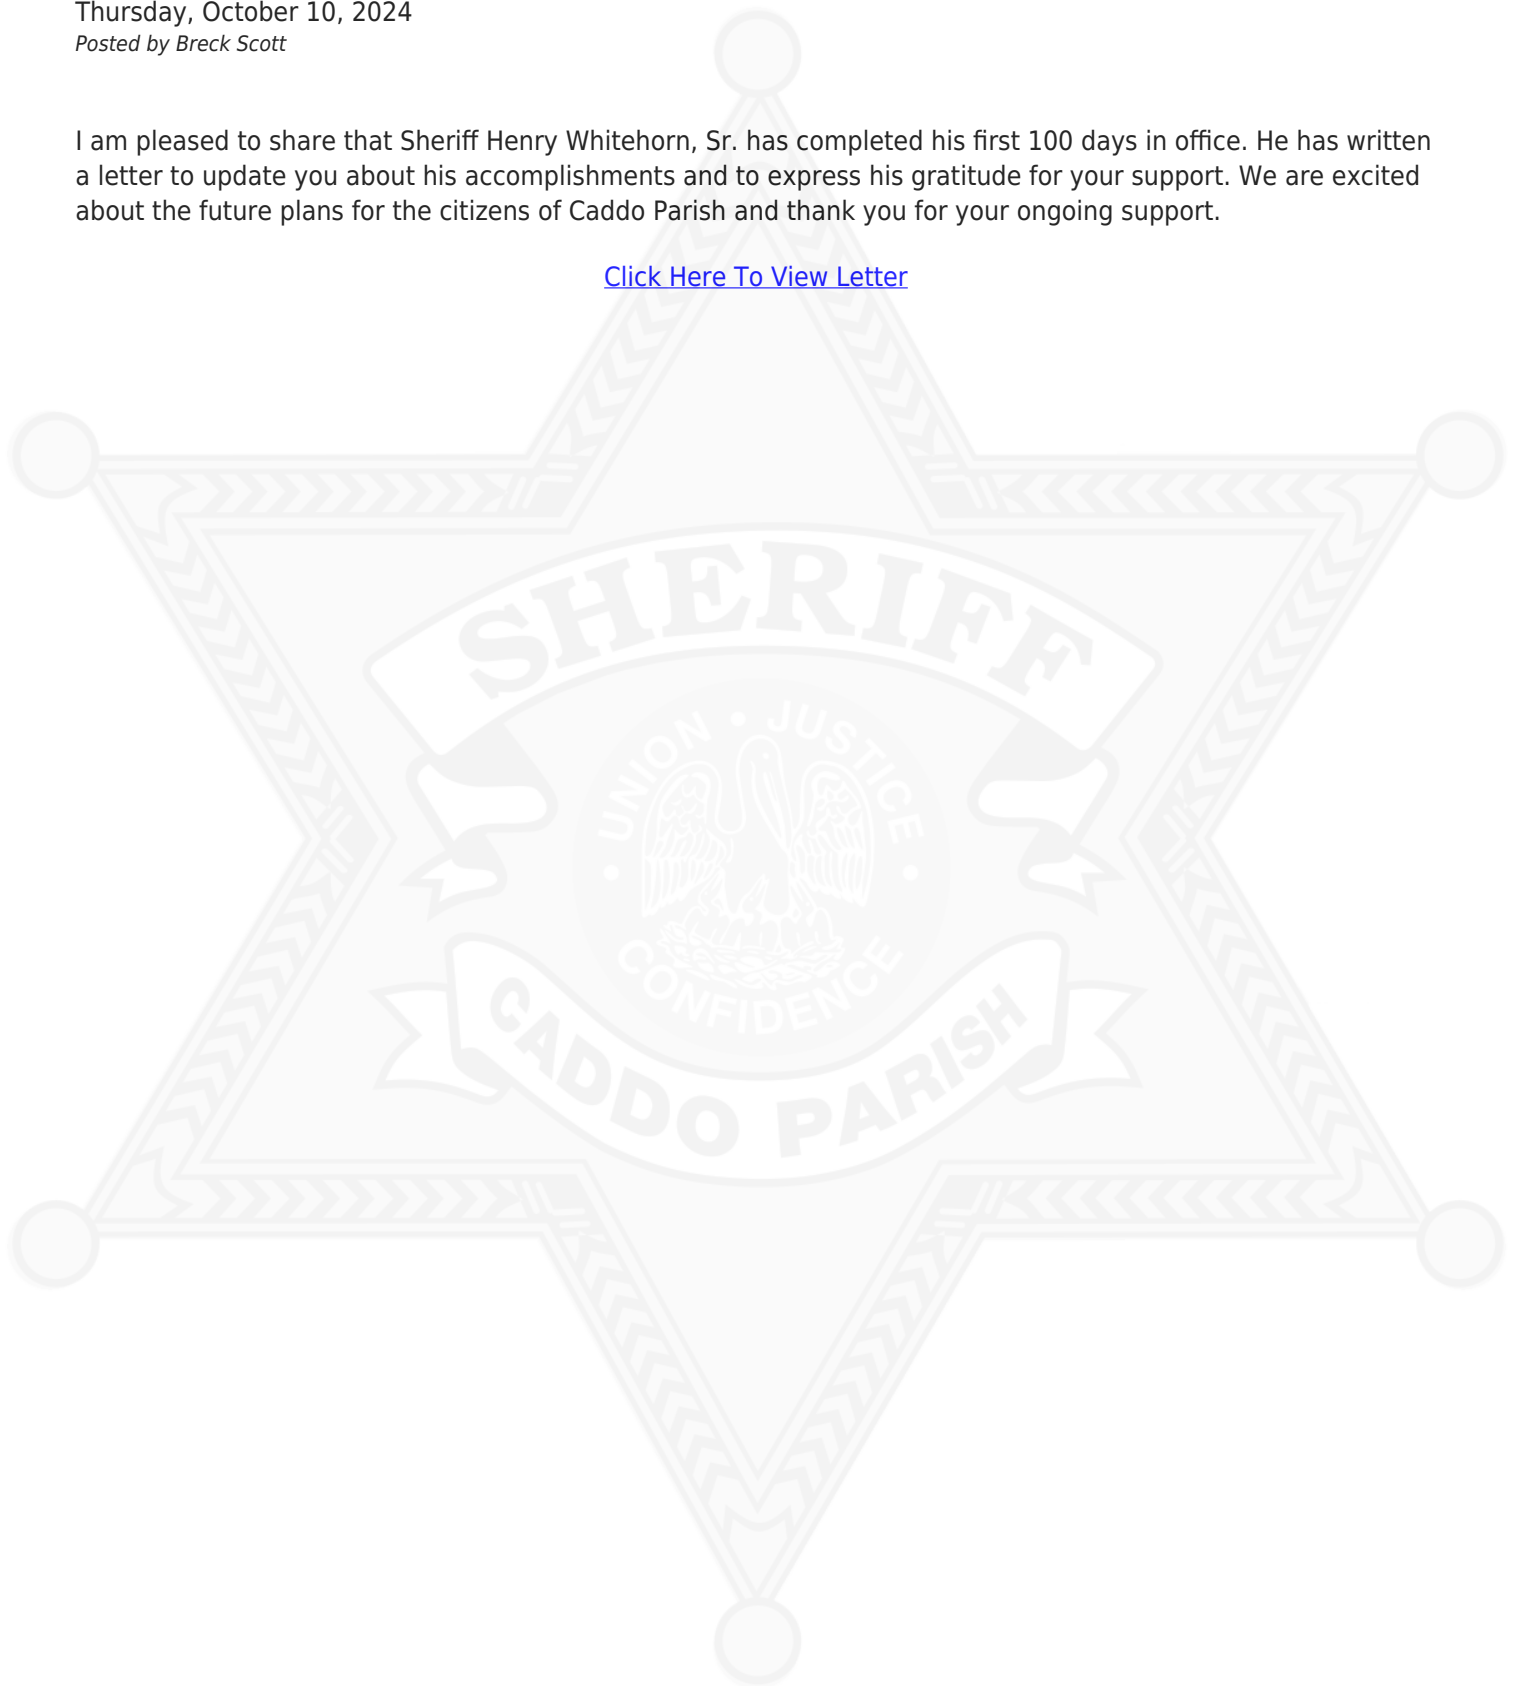 Thursday, October 10, 2024
Posted by Breck Scott
I am pleased to share that Sheriff Henry Whitehorn, Sr. has completed his first 100 days in office. He has written
a letter to update you about his accomplishments and to express his gratitude for your support. We are excited
about the future plans for the citizens of Caddo Parish and thank you for your ongoing support.
Click Here To View Letter
SHERIFF
UNION • JUSTICE
• CONFIDENCE •
CADDO PARISH